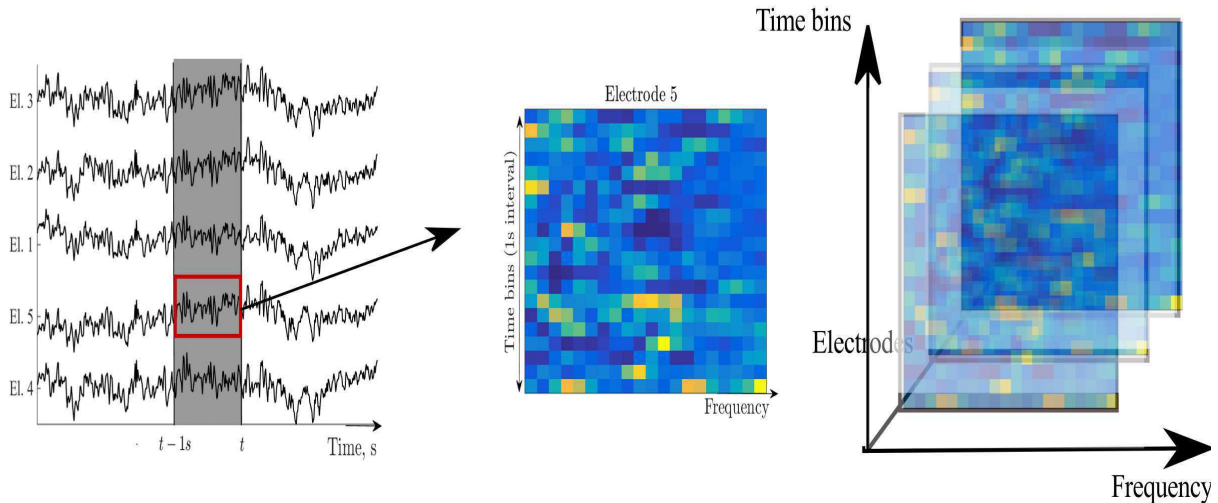 El. 3
El. 2
El. 1
El. 5
El. 4
t − 1s
t
Time, s
Electrode 5
Time bins (1s interval)
Frequency
Time bins
Electrodes
Frequency